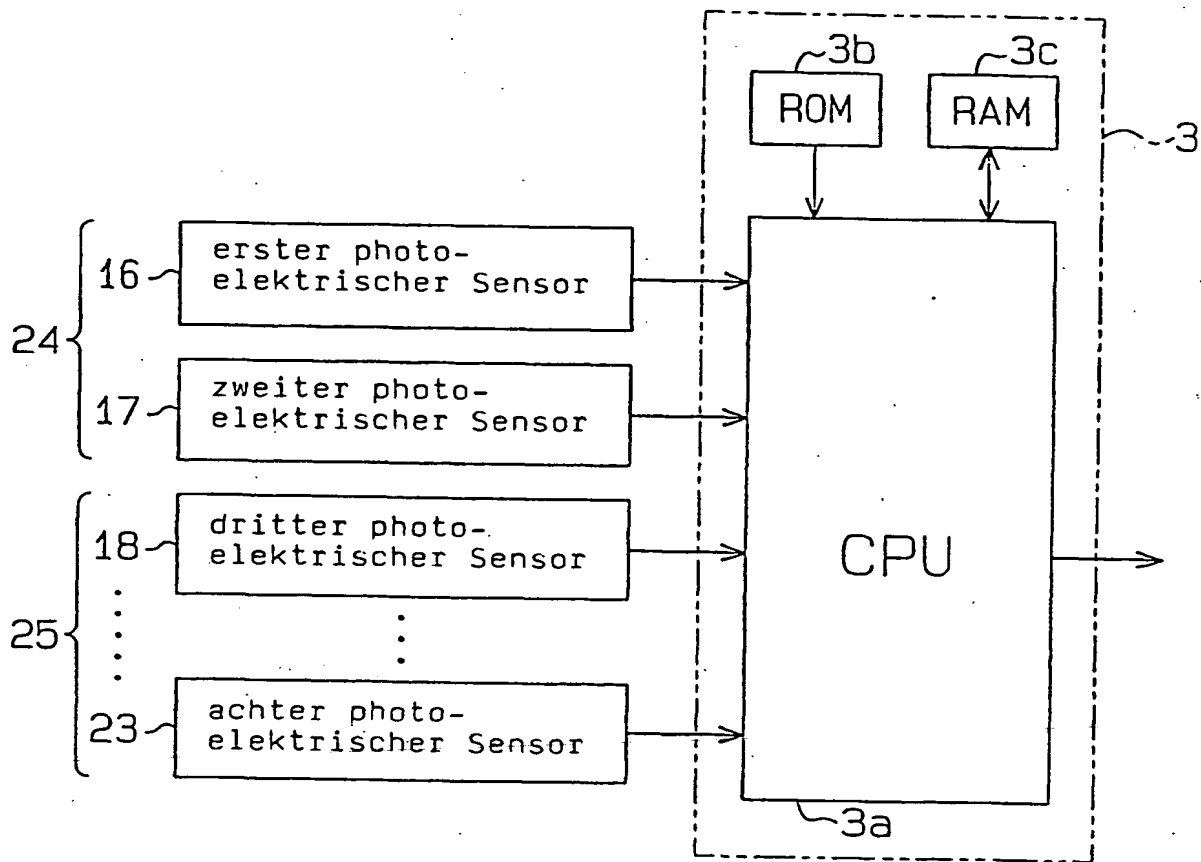 3b
3c
ROM
RAM
3
24
16
erster photo-
elektrischer Sensor
17
zweiter photo-
elektrischer Sensor
25
18
dritter photo-
elektrischer Sensor
23
achter photo-
elektrischer Sensor
CPU
3a